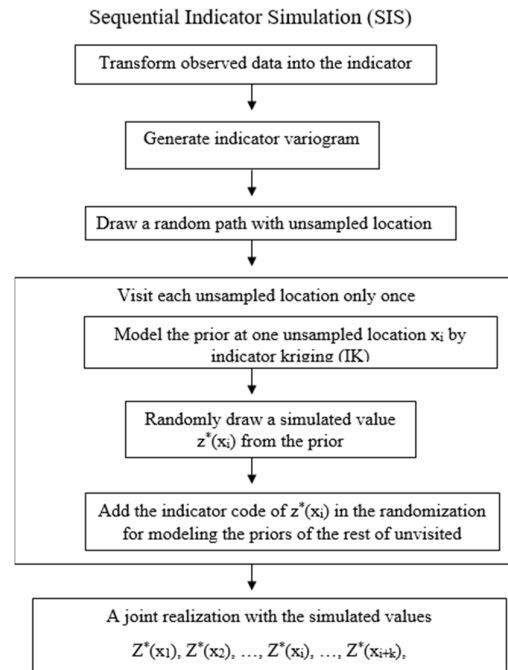 Sequential Indicator Simulation (SIS)
Transform observed data into the indicator
Generate indicator variogram
Draw a random path with unsampled location
Visit each unsampled location only once
Model the prior at one unsampled location xᵢ by
indicator kriging (IK)
Randomly draw a simulated value
z*(xᵢ) from the prior
Add the indicator code of z*(xᵢ) in the randomization
for modeling the priors of the rest of unvisited
A joint realization with the simulated values
Z*(x₁), Z*(x₂), …, Z*(xᵢ), …, Z*(xᵢ₊ₖ),